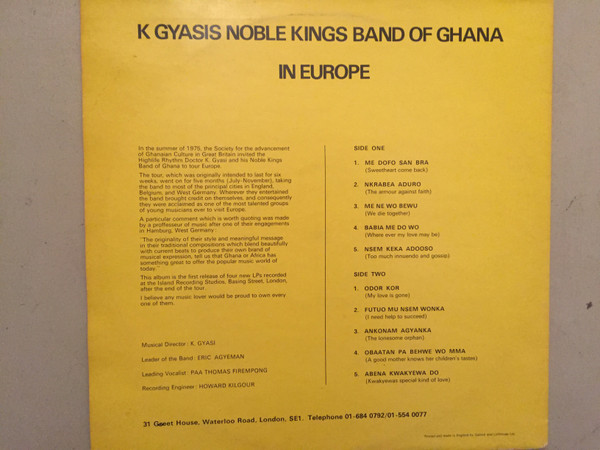 K GYASIS NOBLE KINGS BAND OF GHANA
IN EUROPE
In the summer of 1976, the Society for the advancement
of Ghanaian Culture in Great Britain invited the
Highlife Rhythm Doctor K. Gyasi and his Noble Kings
Band of Ghana to tour Europe.
The tour, which was originally intended to last for six
weeks, went on for five months (July-November), taking
the band to most of the principal cities in England,
Belgium, and West Germany. Wherever they entertained
the band brought credit on themselves, and consequently
they were acclaimed as one of the most talented groups
of young musicians ever to visit Europe.
A particular comment which is worth quoting was made
by a proffesseur of music after one of their engagements
in Hamburg, West Germany:
'The originality of their style and meaningful message
in their traditional compositions which blend beautifully
with current beats to produce their own brand of
musical expression, tell us that Ghana or Africa has
something great to offer the popular music world of
today.'
This album is the first release of four new LPs recorded
at the Island Recording Studios, Basing Street, London,
after the end of the tour.
I believe any music lover would be proud to own every
one of them.
Musical Director: K. GYASI
Leader of the Band: ERIC AGYEMAN
Leading Vocalist: PAA THOMAS FREMPONG
Recording Engineer: HOWARD KILGOUR
SIDE ONE
1. ME DOFO SAN BRA
(Sweetheart come back)
2. NKRABEA ADURO
(The armour against faith)
3. ME NE WO BEWU
(We die together)
4. BABIA ME DO WO
(Where ever my love may be)
5. NSEM KEKA ADOOSO
(Too much innuendo and gossip)
SIDE TWO
1. ODOR KOR
(My love is gone)
2. FUTUO MU NSEM WONKA
(I need help to succeed)
3. ANKONAM AGYANKA
(The lonesome orphan)
4. OBAATAN PA BEHWE WO MMA
(A good mother knows her children's tastes)
5. ABENA KWAKYEWA DO
(Kwakyewas special kind of love)
31 Greet House, Waterloo Road, London, SE1. Telephone 01-684 0792/01-554 0077